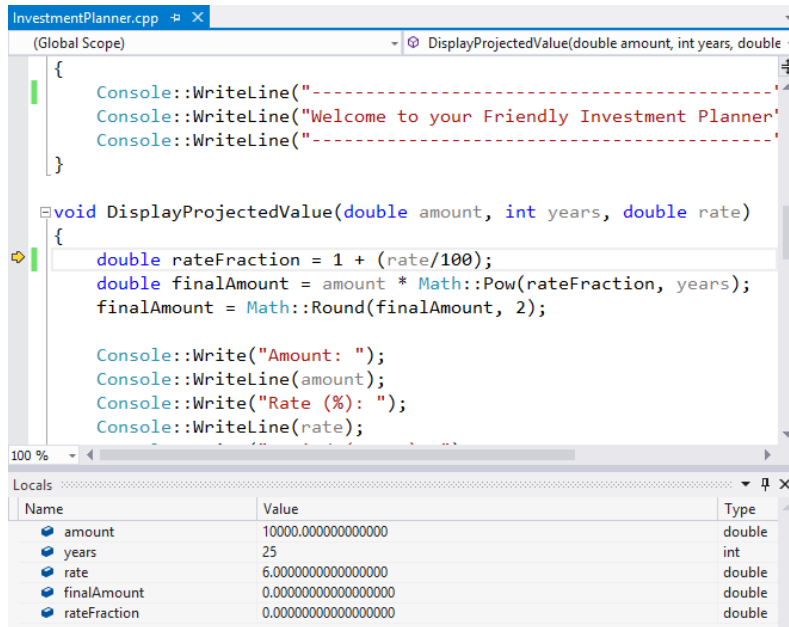 InvestmentPlanner.cpp
(Global Scope) DisplayProjectedValue(double amount, int years, double
{
Console::WriteLine("--------------------------------------------"
Console::WriteLine("Welcome to your Friendly Investment Planner"
Console::WriteLine("--------------------------------------------"
}
void DisplayProjectedValue(double amount, int years, double rate)
{
double rateFraction = 1 + (rate/100);
double finalAmount = amount * Math::Pow(rateFraction, years);
finalAmount = Math::Round(finalAmount, 2);
Console::Write("Amount: ");
Console::WriteLine(amount);
Console::Write("Rate (%): ");
Console::WriteLine(rate);
100 %
Locals
Name Value Type
amount 10000.000000000000 double
years 25 int
rate 6.0000000000000000 double
finalAmount 0.00000000000000000 double
rateFraction 0.00000000000000000 double